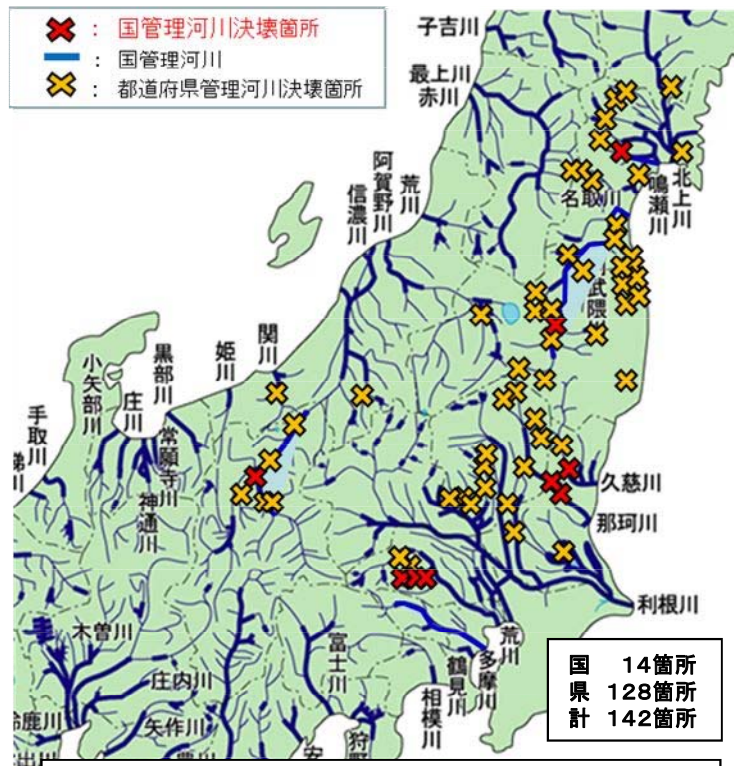 : 国管理河川決壊箇所
: 国管理河川
: 都道府県管理河川決壊箇所
子吉川
最上川
赤川
荒川
阿賀野川
信濃川
名取川
鳴瀬川
北上川
武隈
関川
姫川
黒部川
常願寺川
神通川
庄川
小矢部川
手取川
久慈川
那珂川
利根川
荒川
多摩川
鶴見川
相模川
富士川
木曽川
庄内川
矢作川
鈴鹿川
国 14箇所
県 128箇所
計 142箇所